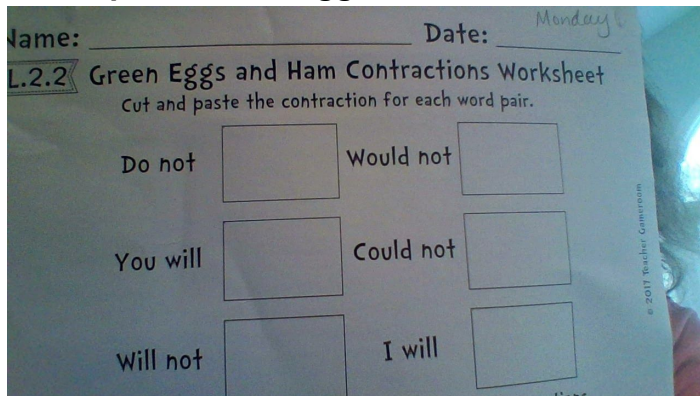 Monday
Name: Date:
L.2.2 Green Eggs and Ham Contractions Worksheet
Cut and paste the contraction for each word pair.
Do not Would not
You will Could not
Will not I will
© 2017 Teacher Gameroom